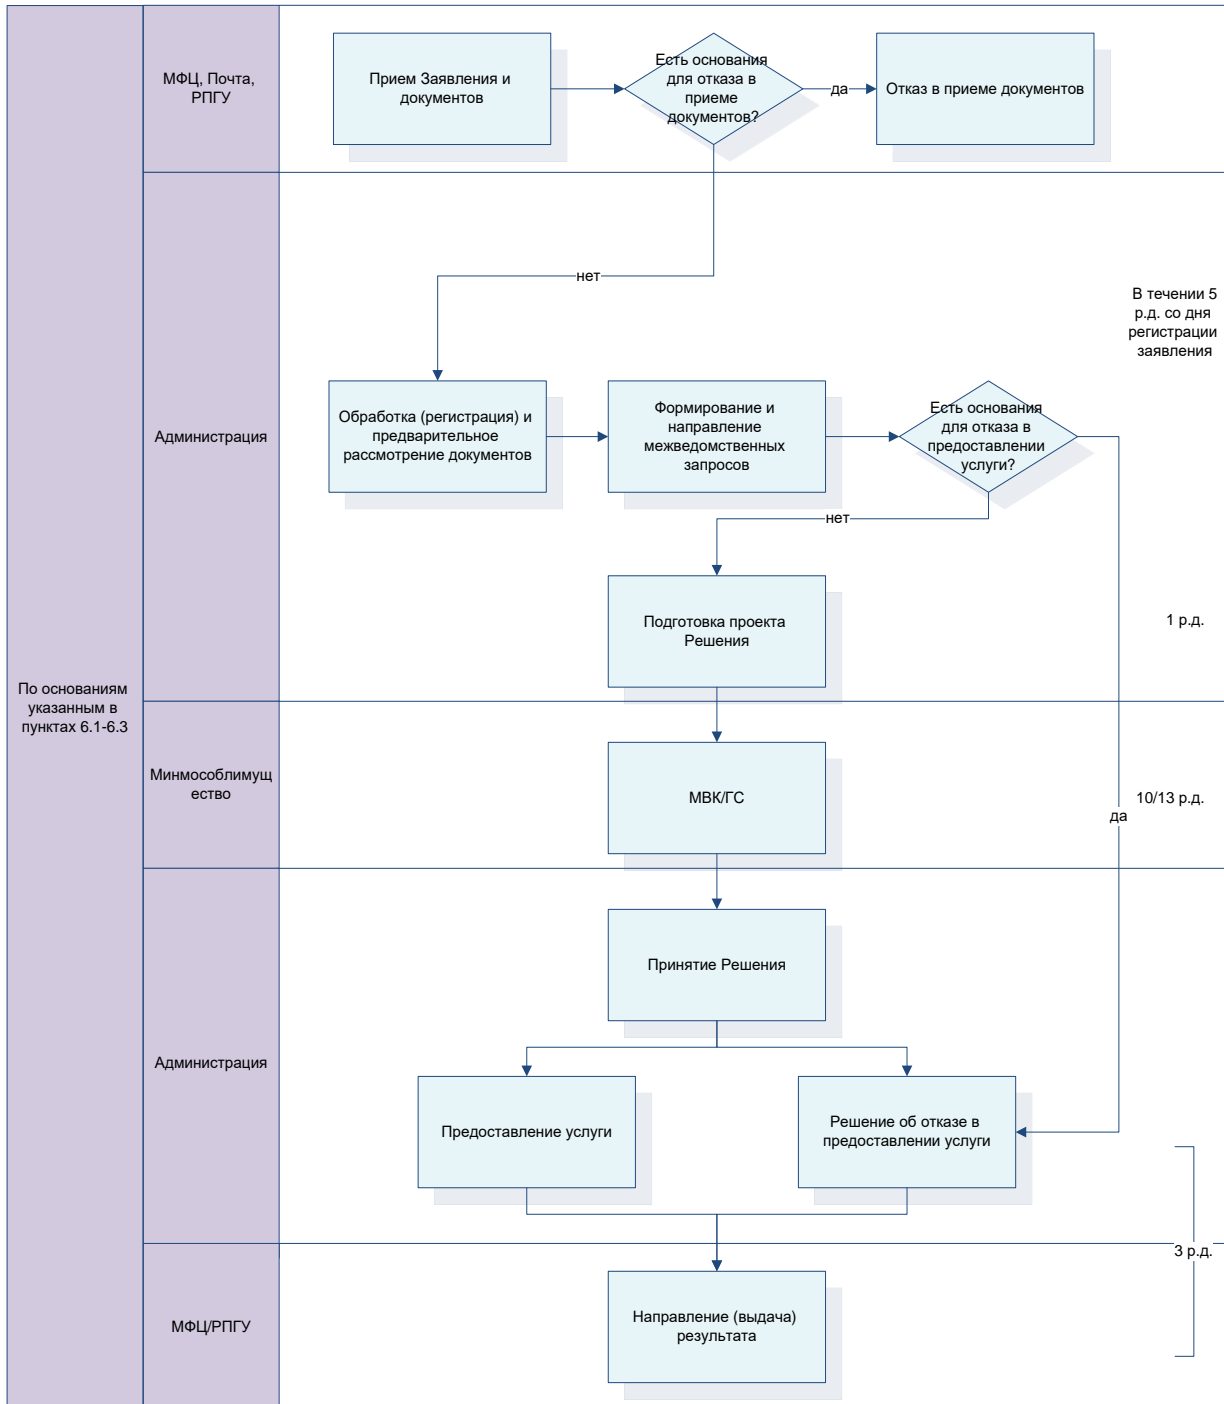 МФЦ, Почта,
РПГУ
Прием Заявления и
документов
Есть основания
для отказа в
приеме
документов?
да
Отказ в приеме документов
нет
В течении 5
р.д. со дня
регистрации
заявления
Администрация
Обработка (регистрация) и
предварительное
рассмотрение документов
Формирование и
направление
межведомственных
запросов
Есть основания
для отказа в
предоставлении
услуги?
нет
Подготовка проекта
Решения
1 р.д.
По основаниям
указанным в
пунктах 6.1-6.3
Минмособлимущ
ество
МВК/ГС
10/13 р.д.
да
Принятие Решения
Администрация
Предоставление услуги
Решение об отказе в
предоставлении услуги
3 р.д.
МФЦ/РПГУ
Направление (выдача)
результата